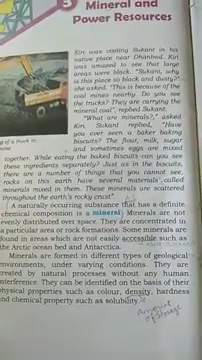 Mineral and
Power Resources
Kiri was visiting Sukant in his
native place near Dhanbad. Kiri
was amazed to see that large
areas were black. "Sukant, why
is this place so black and dusty?"
she asked. "This is because of the
coal mines nearby. Do you see
the trucks? They are carrying the
mineral coal", replied Sukant.
"What are minerals?," asked
Kiri. Sukant replied, "Have
you ever seen a baker baking
biscuits? The flour, milk, sugar
and sometimes eggs are mixed
together. While eating the baked biscuits can you see
these ingredients separately? Just as in the biscuits,
there are a number of things that you cannot see,
rocks on this earth have several materials called
minerals mixed in them. These minerals are scattered
throughout the earth's rocky crust".
A naturally occurring substance that has a definite
chemical composition is a mineral. Minerals are not
evenly distributed over space. They are concentrated in
a particular area or rock formations. Some minerals are
found in areas which are not easily accessible such as
the Arctic ocean bed and Antarctica.
Minerals are formed in different types of geological
environments, under varying conditions. They are
created by natural processes without any human
interference. They can be identified on the basis of their
physical properties such as colour, density, hardness
and chemical property such as solubility.